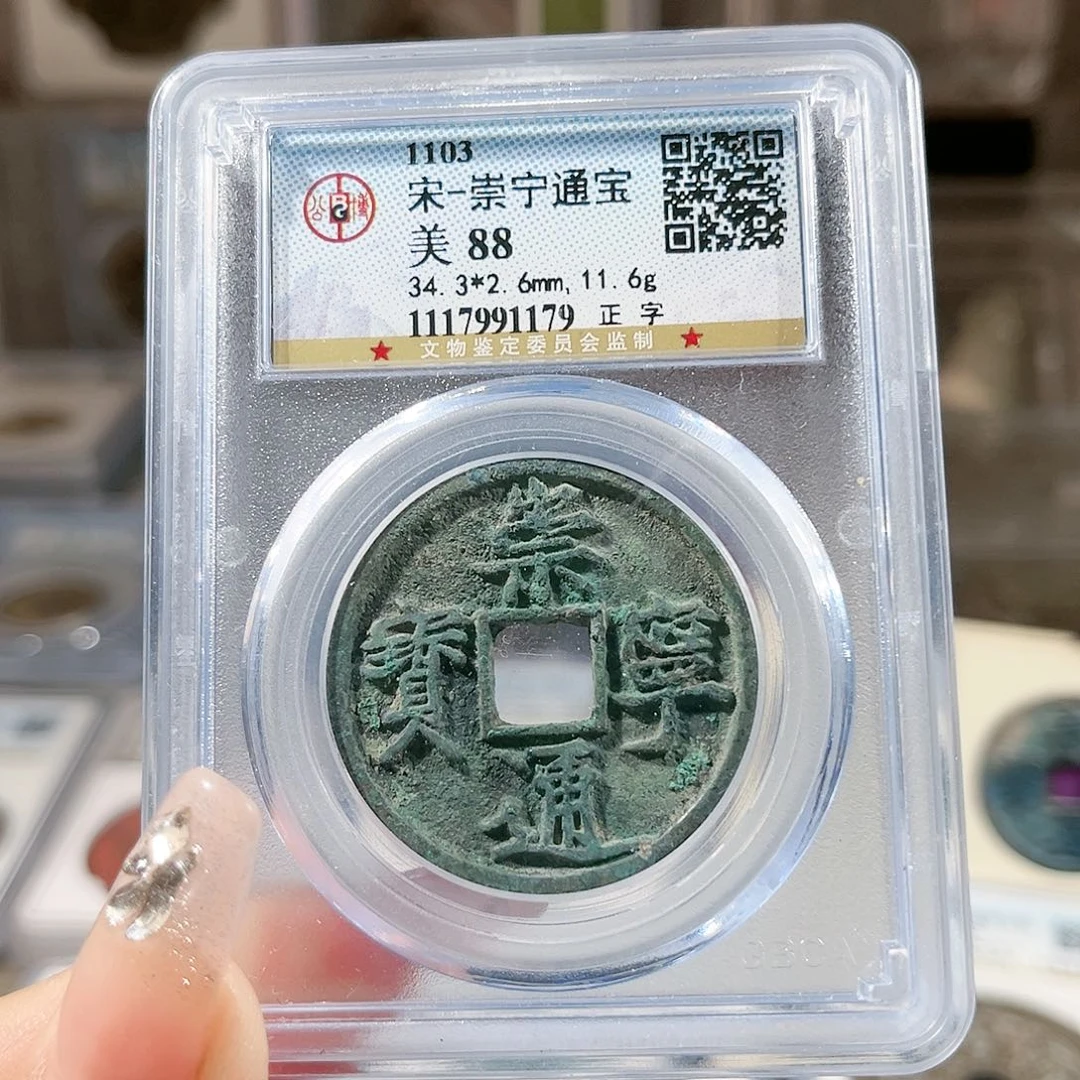 1103
宋-崇宁通宝
美 88
34.3*2.6mm, 11.6g
1117991179 正字
★ 文物鉴定委员会监制 ★
崇
寧
通
寳